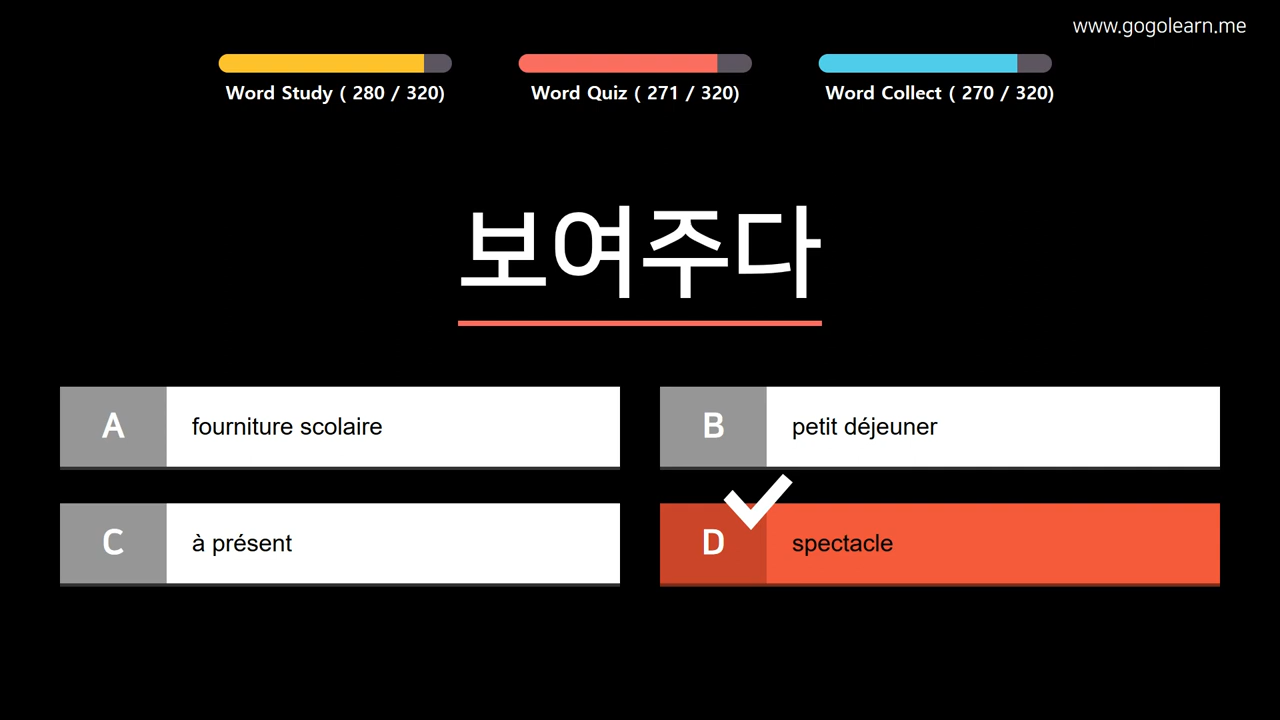 www.gogolearn.me
Word Study ( 280 / 320)
Word Quiz ( 271 / 320)
Word Collect ( 270 / 320)
보여주다
A fourniture scolaire
B petit déjeuner
C à présent
D spectacle